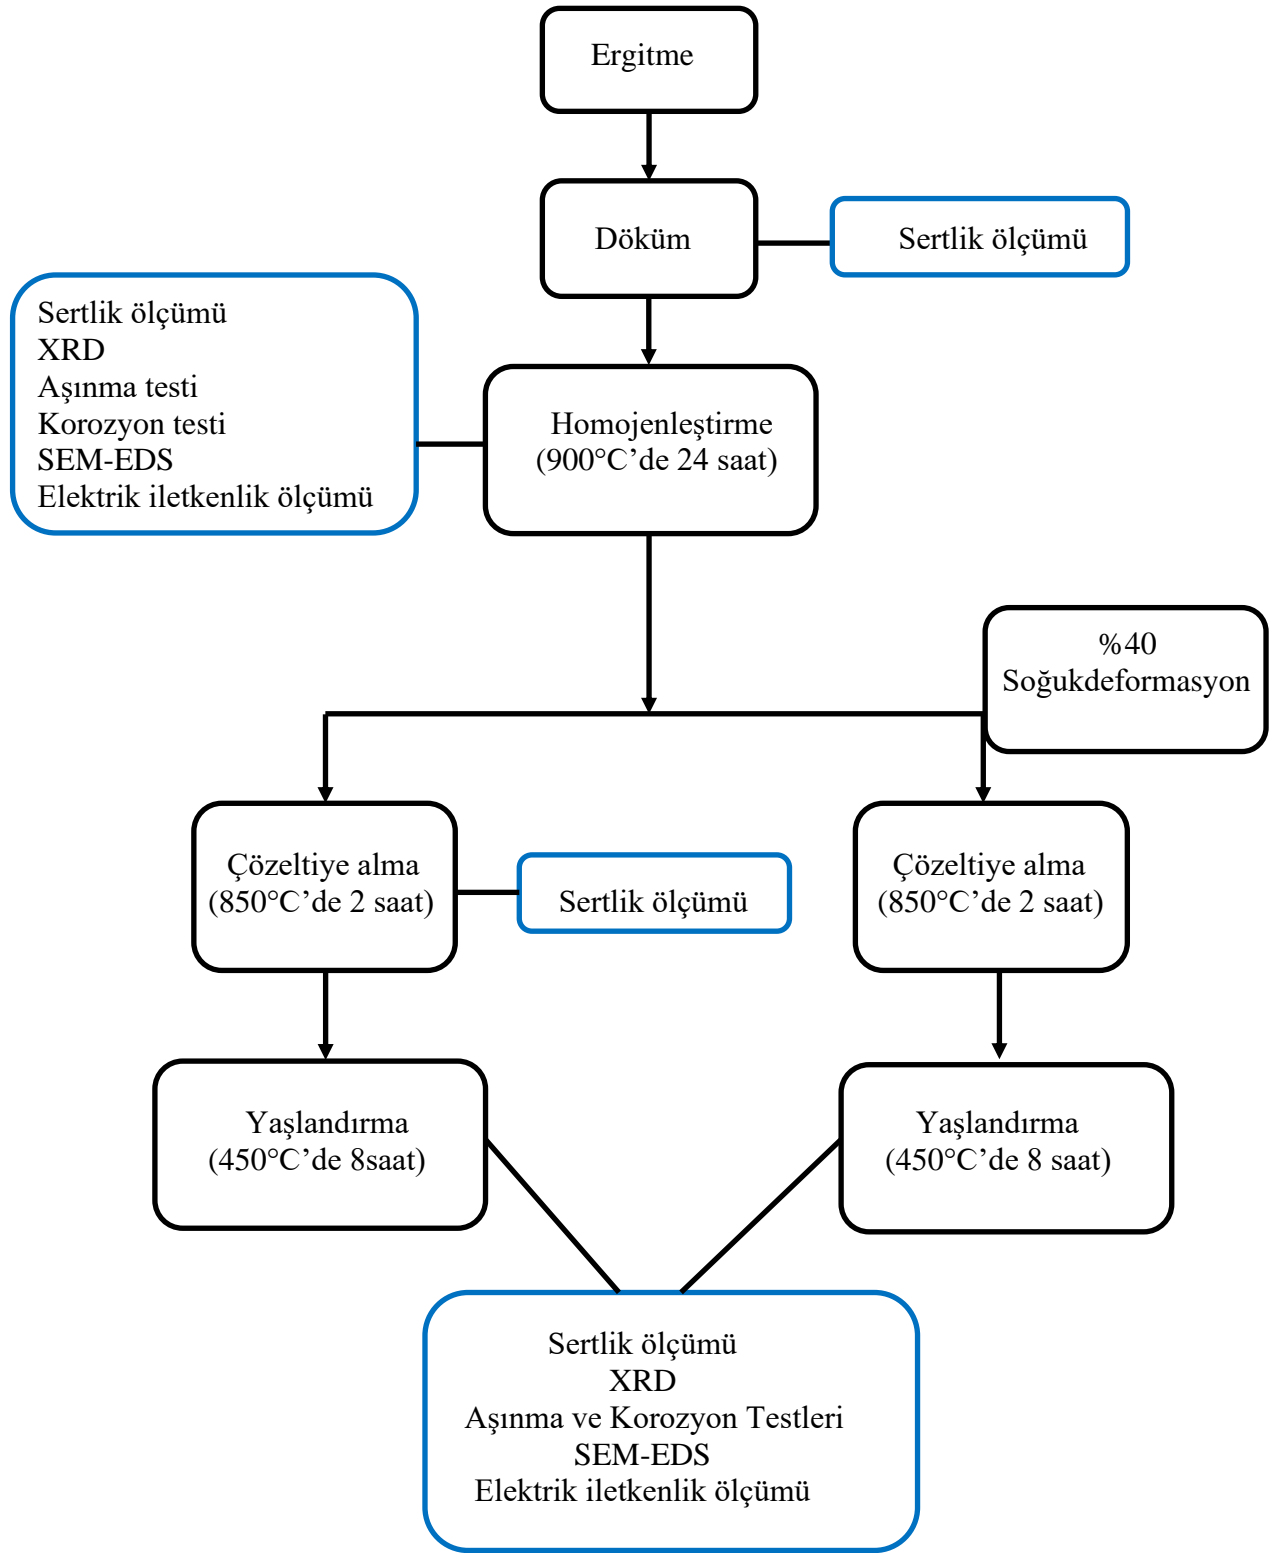 Ergitme
Döküm
Sertlik ölçümü
Sertlik ölçümü
XRD
Aşınma testi
Korozyon testi
SEM-EDS
Elektrik iletkenlik ölçümü
Homojenleştirme
(900°C’de 24 saat)
%40
Soğukdeformasyon
Çözeltiye alma
(850°C’de 2 saat)
Sertlik ölçümü
Çözeltiye alma
(850°C’de 2 saat)
Yaşlandırma
(450°C’de 8saat)
Yaşlandırma
(450°C’de 8 saat)
Sertlik ölçümü
XRD
Aşınma ve Korozyon Testleri
SEM-EDS
Elektrik iletkenlik ölçümü